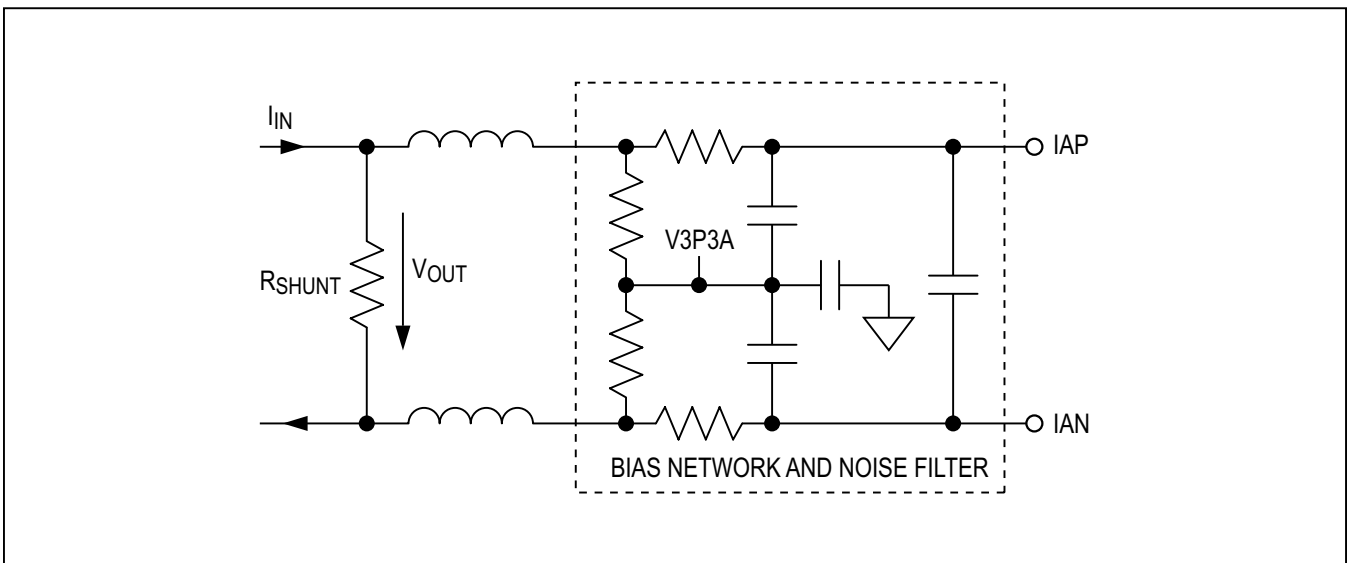 IIN
IAP
V3P3A
RSHUNT
VOUT
IAN
BIAS NETWORK AND NOISE FILTER